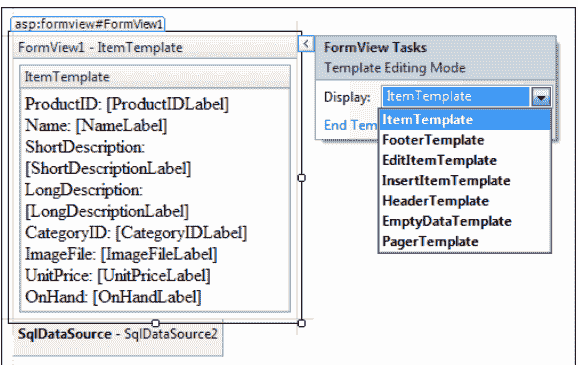 asp:formview#FormView1
FormView1 - ItemTemplate
ItemTemplate
ProductID: [ProductIDLabel]
Name: [NameLabel]
ShortDescription:
[ShortDescriptionLabel]
LongDescription:
[LongDescriptionLabel]
CategoryID: [CategoryIDLabel]
ImageFile: [ImageFileLabel]
UnitPrice: [UnitPriceLabel]
OnHand: [OnHandLabel]
SqlDataSource - SqlDataSource2
FormView Tasks
Template Editing Mode
Display: ItemTemplate
End Tem
ItemTemplate
FooterTemplate
EditItemTemplate
InsertItemTemplate
HeaderTemplate
EmptyDataTemplate
PagerTemplate